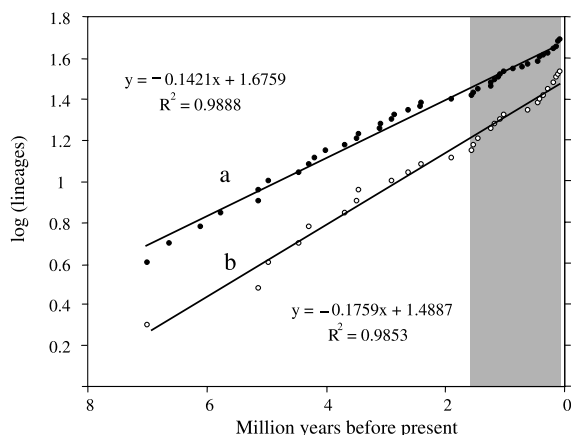 1.8
1.6
1.4
1.2
1
0.8
0.6
0.4
0.2
log (lineages)
y = −0.1421x + 1.6759
R2 = 0.9888
a
b
y = −0.1759x + 1.4887
R2 = 0.9853
8 6 4 2 0
Million years before present